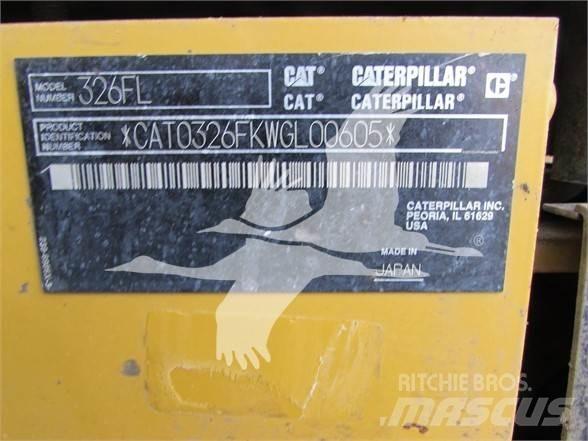 MODEL NUMBER 326FL
CAT® CATERPILLAR® C
CAT® CATERPILLAR®
PRODUCT IDENTIFICATION NUMBER *CAT0326FKWGL00605*
CATERPILLAR INC.
PEORIA, IL 61629
USA
®
MADE IN
JAPAN
RITCHIE BROS.
MASCUS